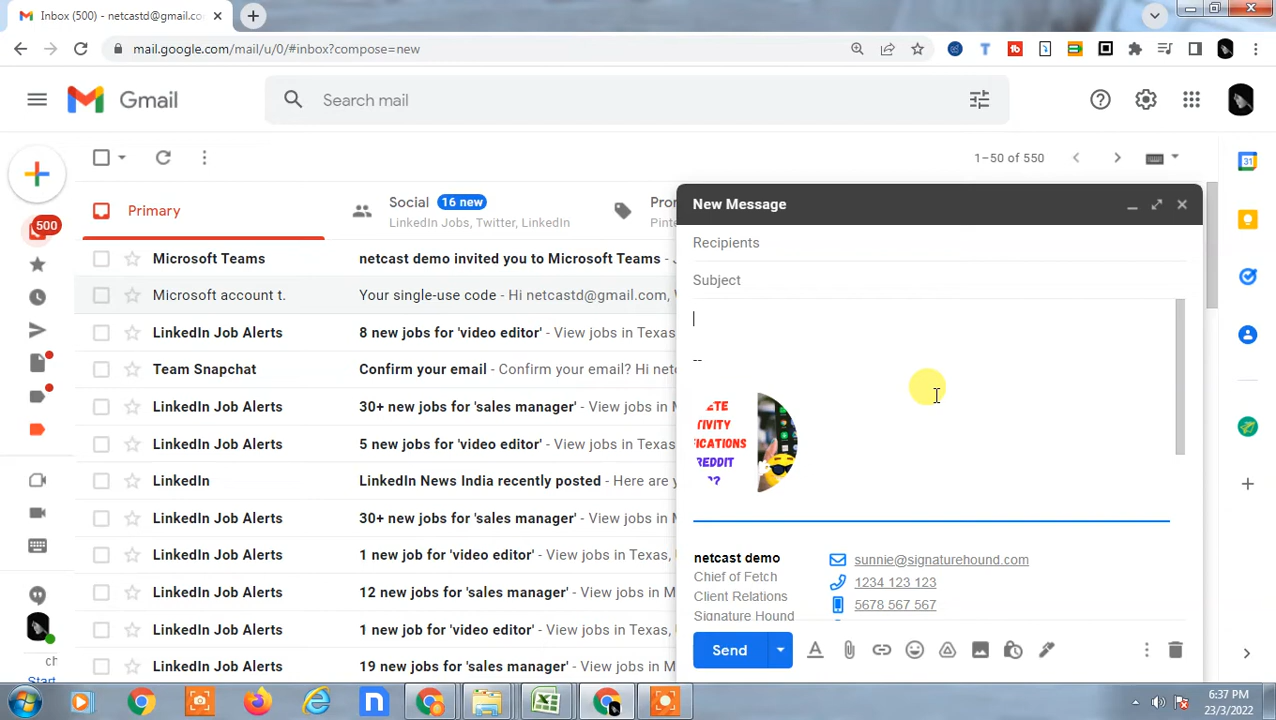 Inbox (500) - netcastd@gmail.co
mail.google.com/mail/u/0/#inbox?compose=new
Gmail
Search mail
1–50 of 550
Primary
Social 16 new
LinkedIn Jobs, Twitter, LinkedIn
Pro
Pint
500
Microsoft Teams netcast demo invited you to Microsoft Teams - J
Microsoft account t. Your single-use code - Hi netcastd@gmail.com, W
LinkedIn Job Alerts 8 new jobs for 'video editor' - View jobs in Texas,
Team Snapchat Confirm your email - Confirm your email? Hi netc
LinkedIn Job Alerts 30+ new jobs for 'sales manager' - View jobs in
LinkedIn Job Alerts 5 new jobs for 'video editor' - View jobs in Texas,
LinkedIn LinkedIn News India recently posted - Here are y
LinkedIn Job Alerts 30+ new jobs for 'sales manager' - View jobs in
LinkedIn Job Alerts 1 new job for 'video editor' - View jobs in Texas, U
LinkedIn Job Alerts 12 new jobs for 'sales manager' - View jobs in
LinkedIn Job Alerts 1 new job for 'video editor' - View jobs in Texas, U
LinkedIn Job Alerts 19 new jobs for 'sales manager' - View jobs in
ch
Start
New Message
Recipients
Subject
--
ETE
TIVITY
ICATIONS
REDDIT
??
netcast demo
Chief of Fetch
Client Relations
Signature Hound
sunnie@signaturehound.com
1234 123 123
5678 567 567
Send
31
6:37 PM
23/3/2022